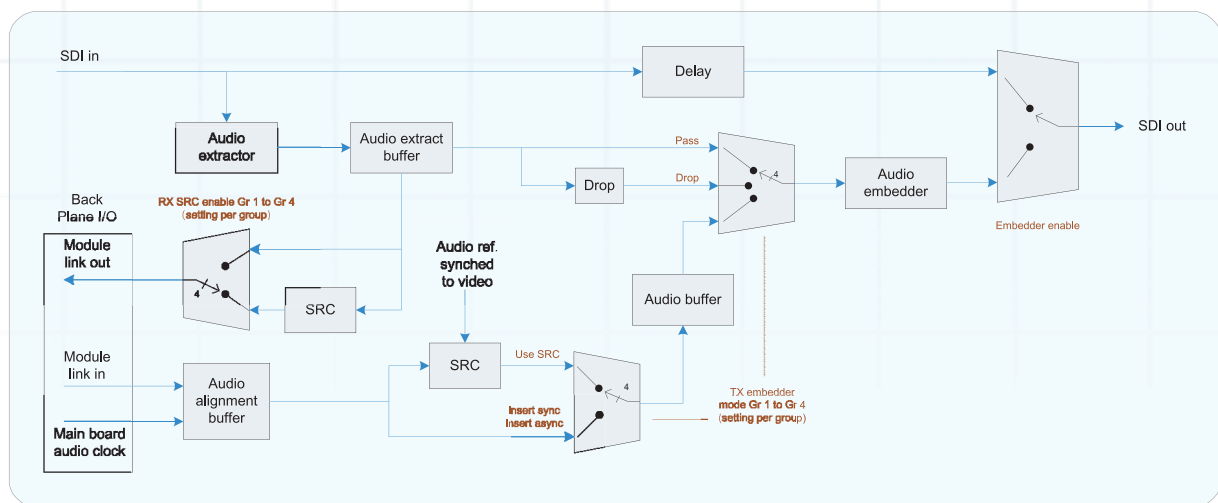 SDI in
Delay
SDI out
Audio
extractor
Audio extract
buffer
Pass
Drop
Drop
4
Audio
embedder
Embedder enable
RX SRC enable Gr 1 to Gr 4
(setting per group)
Back
Plane I/O
Module
link out
4
SRC
Audio ref.
synched
to video
Audio buffer
Module
link in
Audio
alignment
buffer
SRC
Use SRC
4
Insert sync
Insert async
TX embedder
mode Gr 1 to Gr 4
(setting per group)
Main board
audio clock